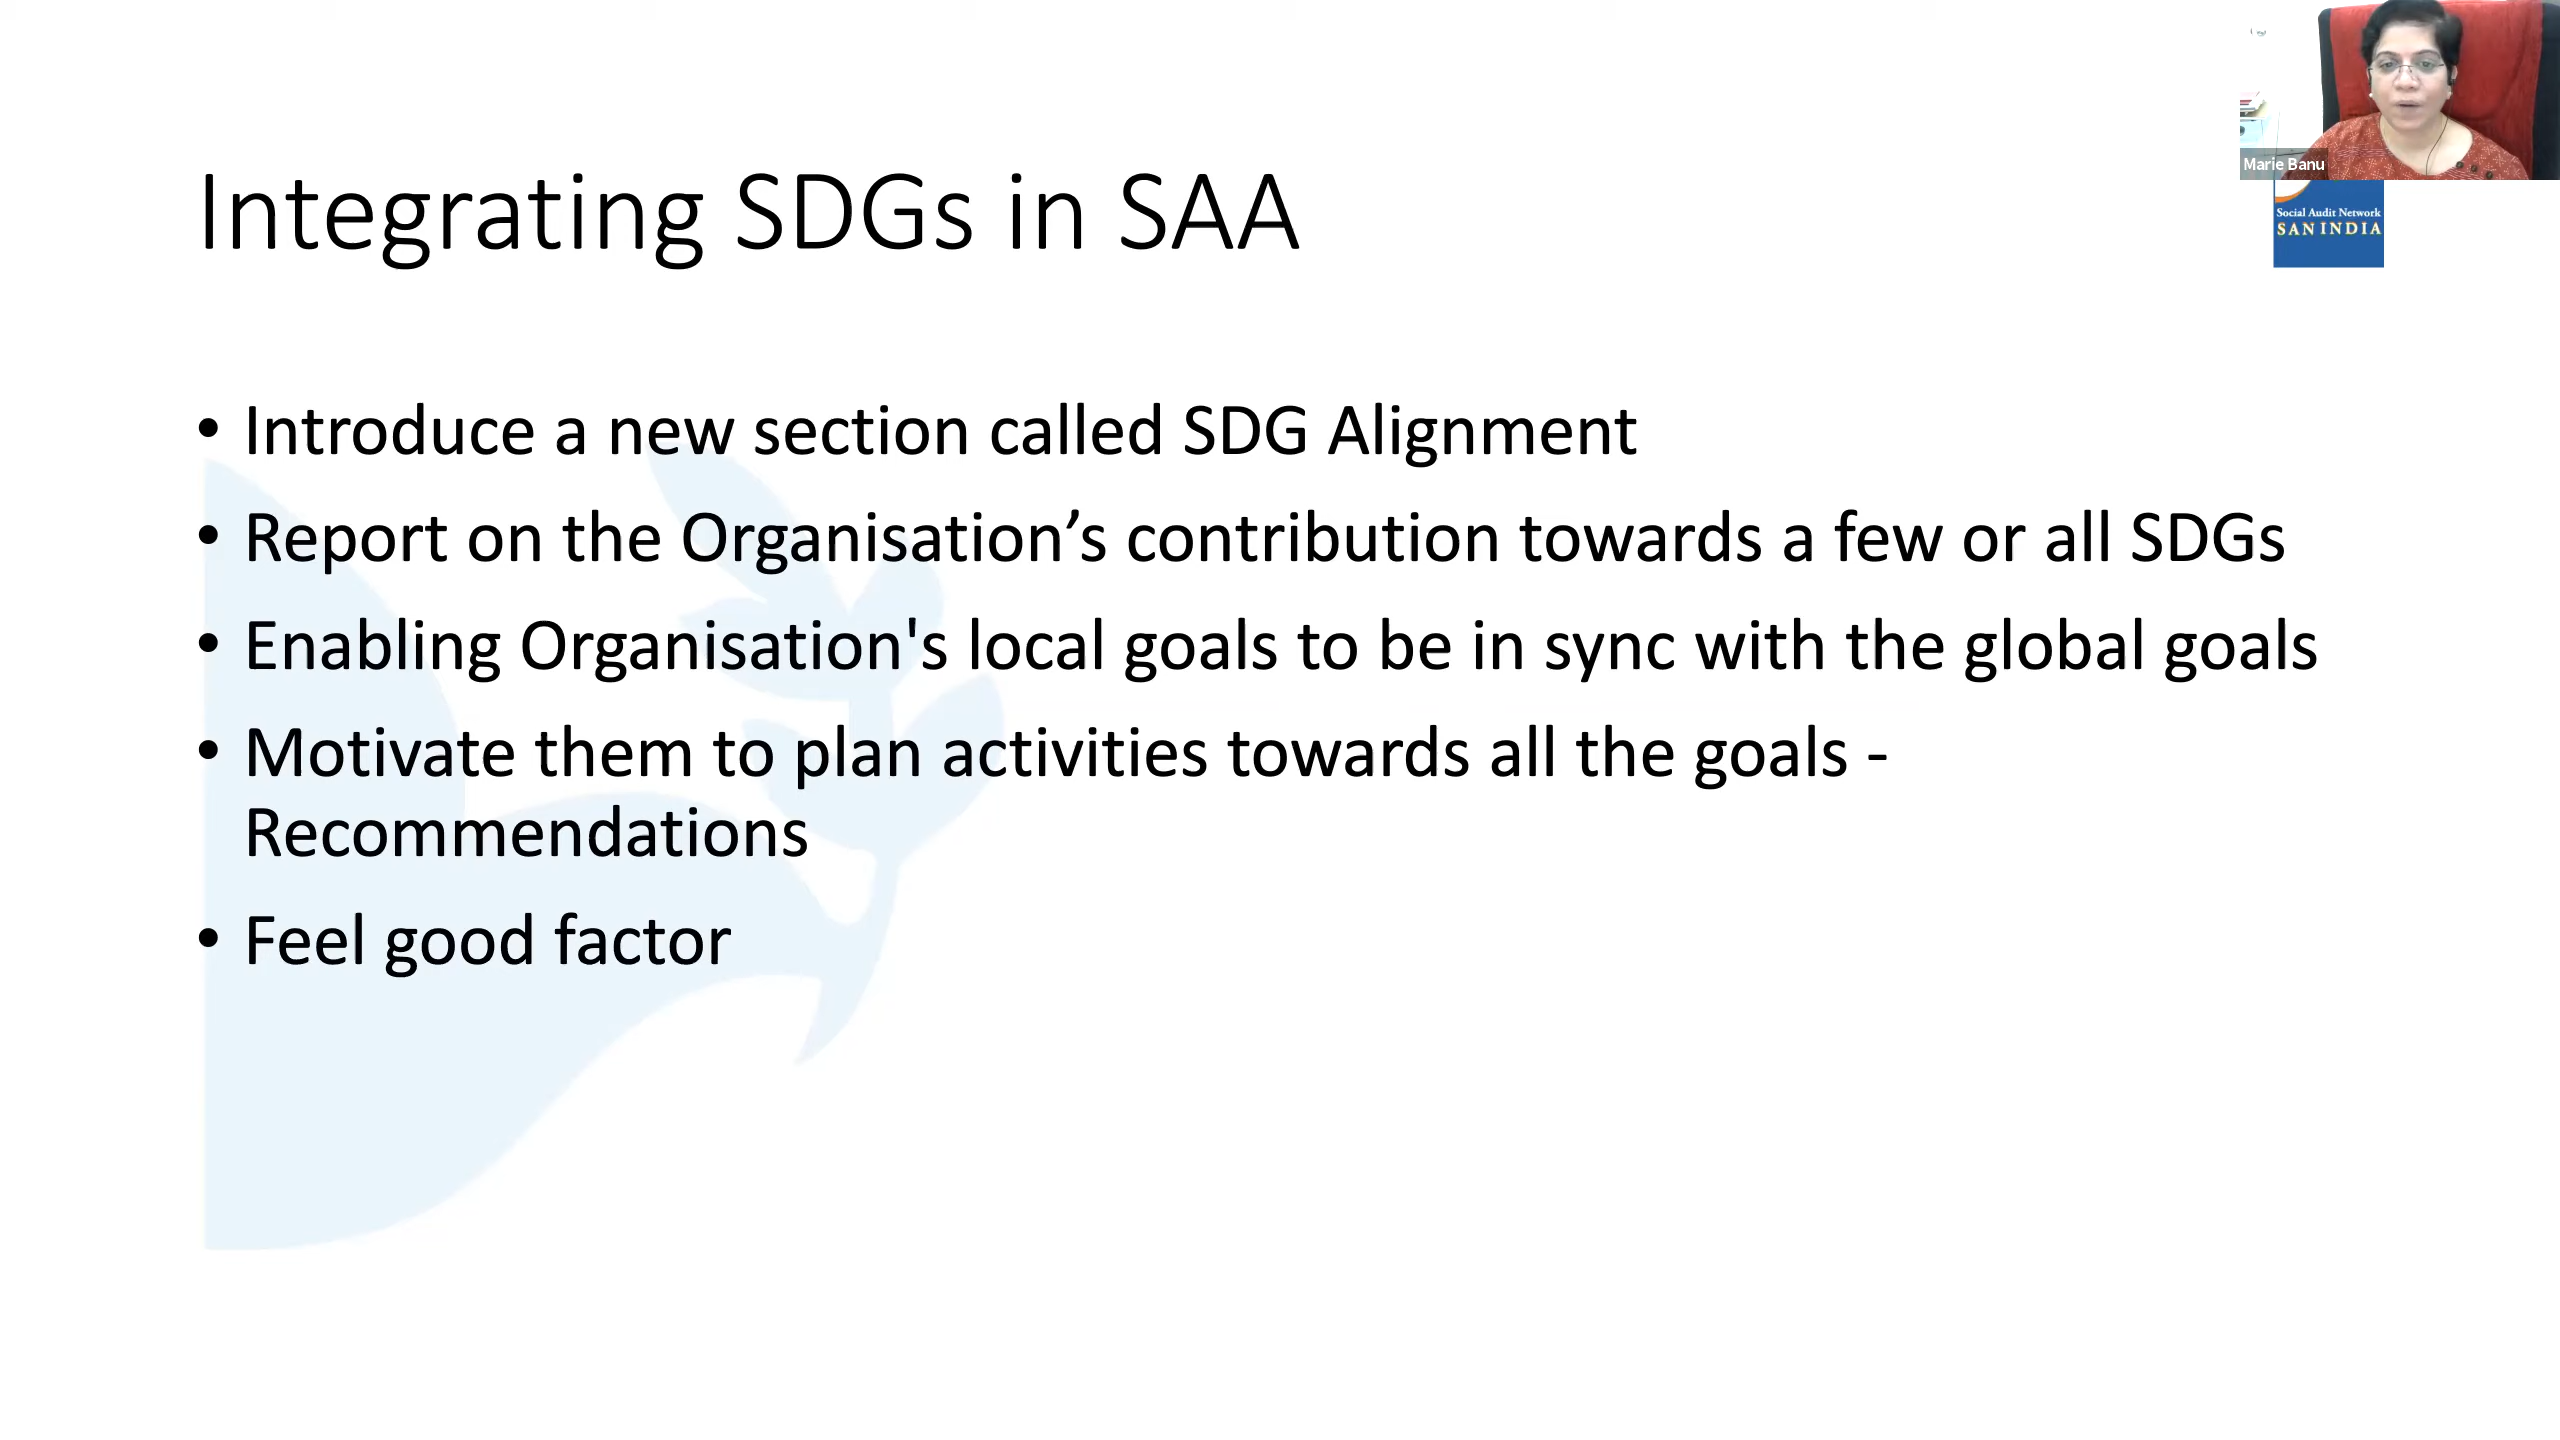 Integrating SDGs in SAA
Marie Banu
Social Audit Network
SAN INDIA
• Introduce a new section called SDG Alignment
• Report on the Organisation’s contribution towards a few or all SDGs
• Enabling Organisation's local goals to be in sync with the global goals
• Motivate them to plan activities towards all the goals -
Recommendations
• Feel good factor